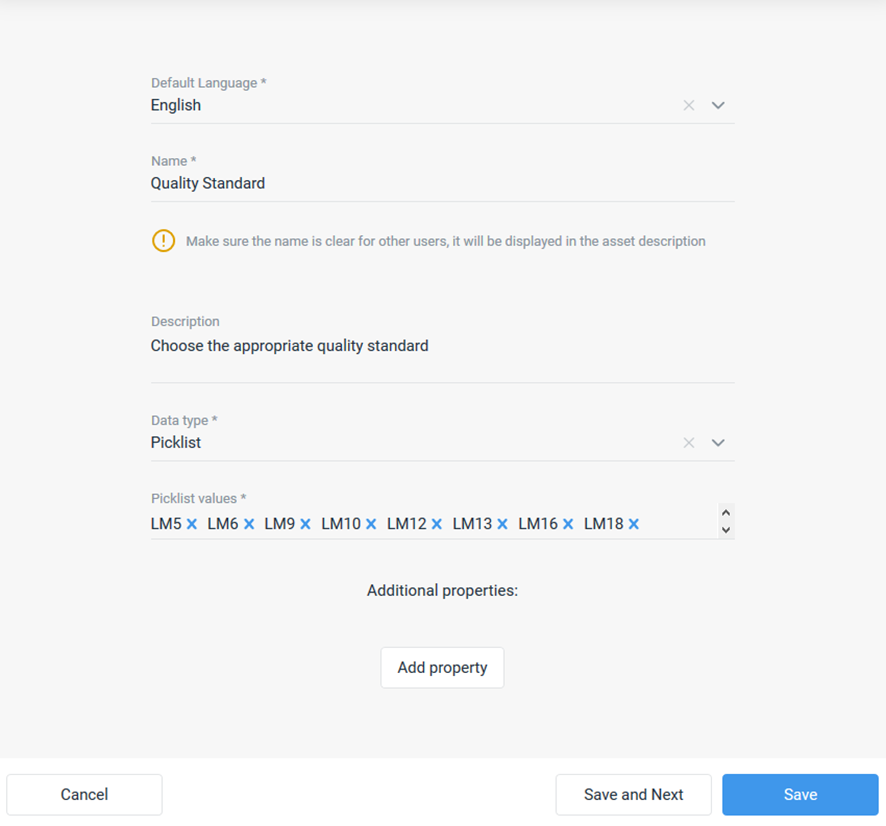 Default Language *
English
Name *
Quality Standard
Make sure the name is clear for other users, it will be displayed in the asset description
Description
Choose the appropriate quality standard
Data type *
Picklist
Picklist values *
LM5 LM6 LM9 LM10 LM12 LM13 LM16 LM18
Additional properties:
Add property
Cancel Save and Next Save